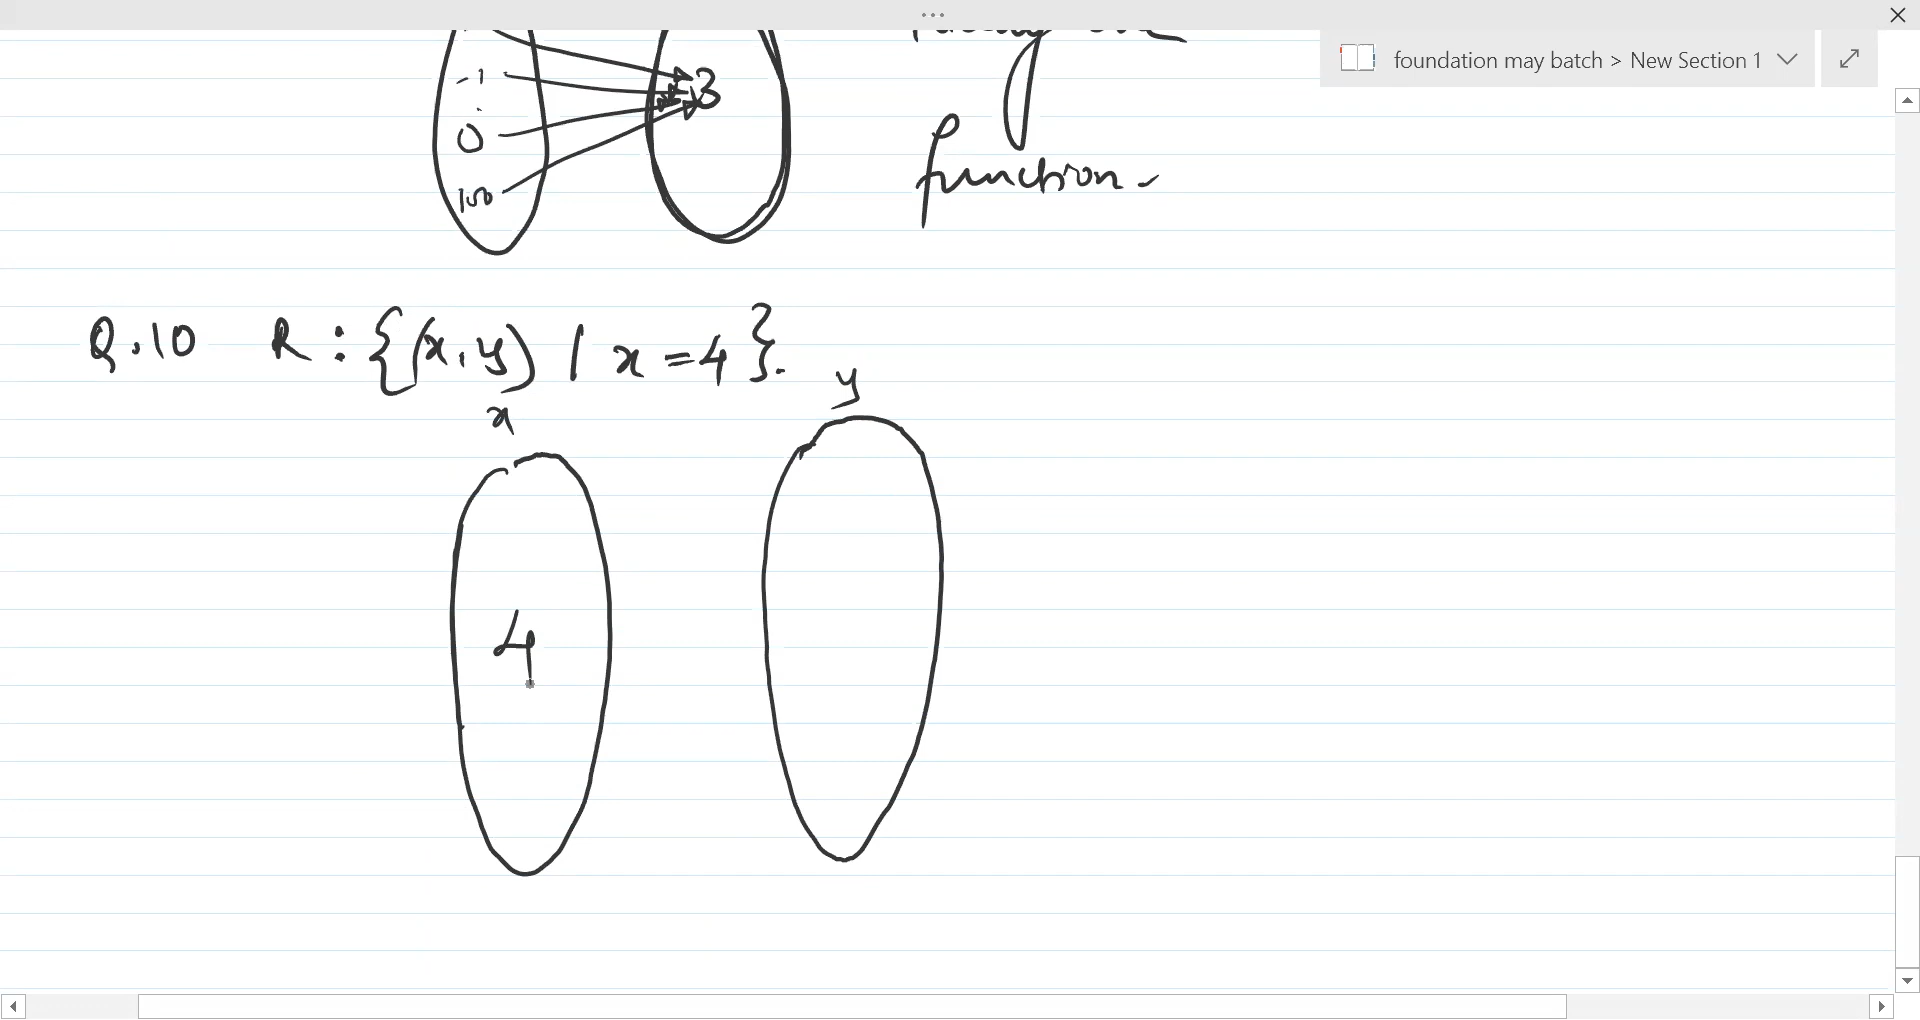 ...
foundation may batch > New Section 1
-1
3
0
100
function -
Q.10 R : {(x, y) / x = 4}.
x
y
4